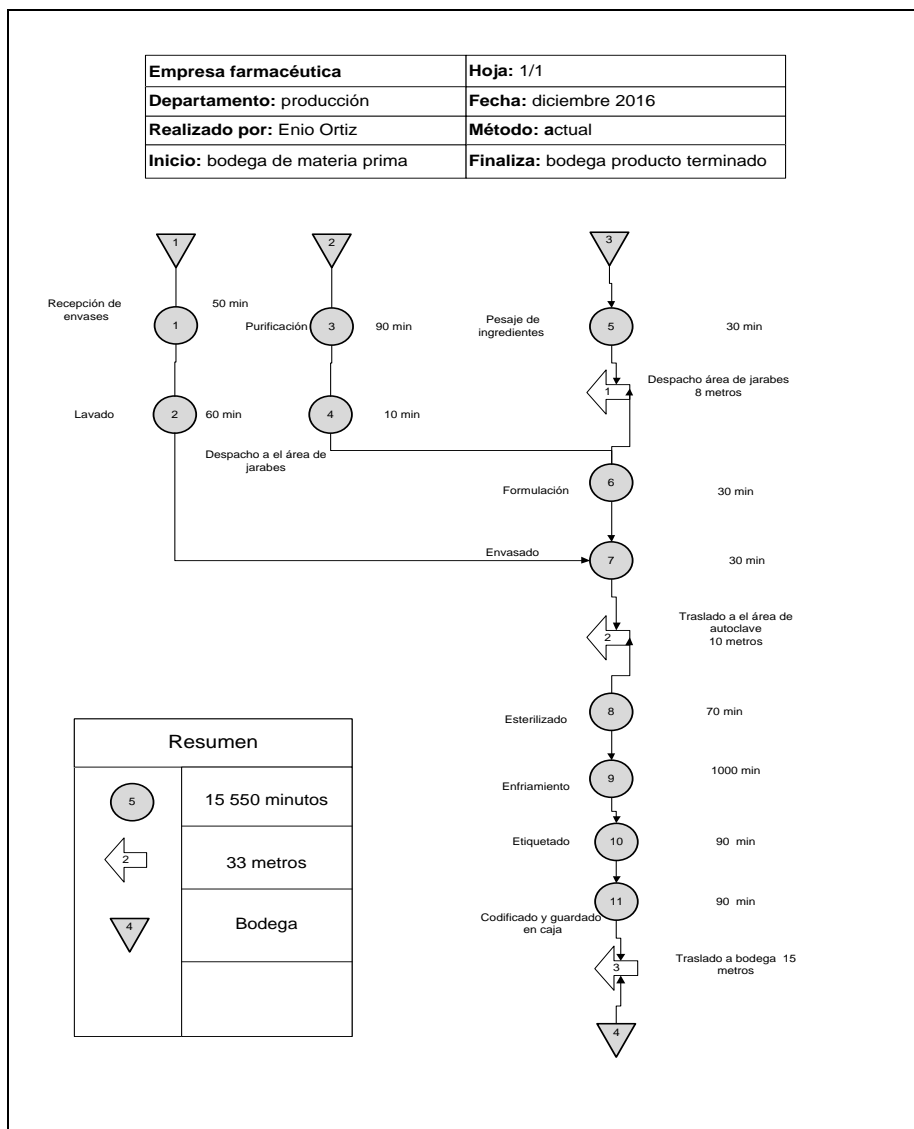 Empresa farmacéutica
Hoja: 1/1
Departamento: producción
Fecha: diciembre 2016
Realizado por: Enio Ortiz
Método: actual
Inicio: bodega de materia prima
Finaliza: bodega producto terminado
1
2
3
Recepción de
envases
50 min
1
Purificación
3
90 min
Pesaje de
ingredientes
5
30 min
1
Despacho área de jarabes
8 metros
Lavado
2
60 min
4
10 min
Despacho a el área de
jarabes
Formulación
6
30 min
Envasado
7
30 min
2
Traslado a el área de
autoclave
10 metros
Esterilizado
8
70 min
Enfriamiento
9
1000 min
Etiquetado
10
90 min
Codificado y guardado
en caja
11
90 min
3
Traslado a bodega 15
metros
4
Resumen
5
15 550 minutos
2
33 metros
4
Bodega